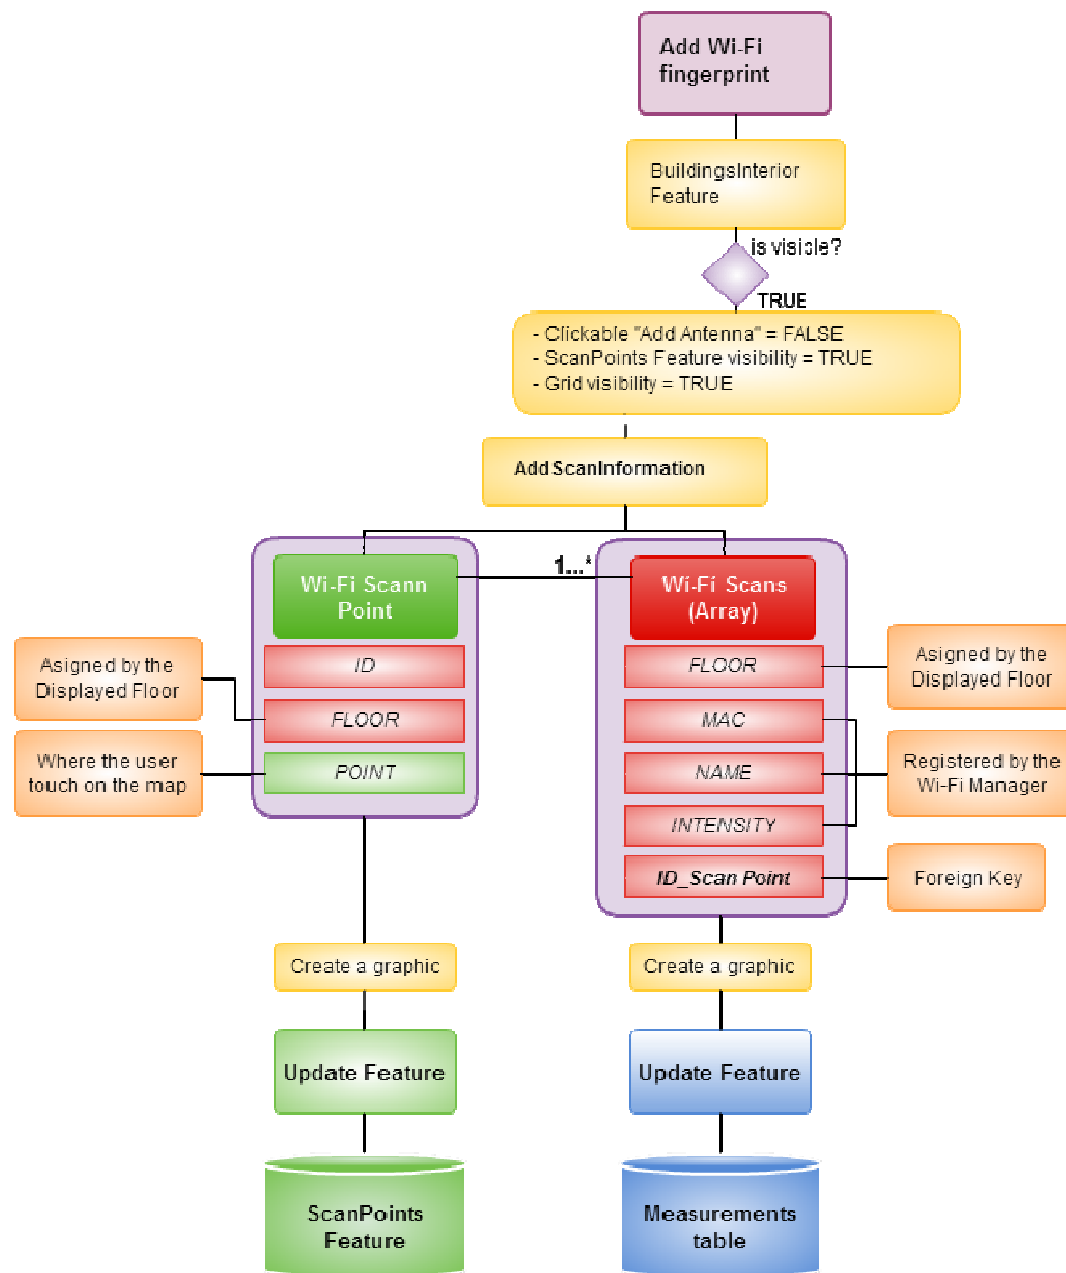 Add Wi-Fi
fingerprint
BuildingsInterior
Feature
is visible?
TRUE
- Clickable "Add Antenna" = FALSE
- ScanPoints Feature visibility = TRUE
- Grid visibility = TRUE
Add ScanInformation
1...*
Wi-Fi Scann
Point
ID
FLOOR
POINT
Asigned by the
Displayed Floor
Where the user
touch on the map
Wi-Fi Scans
(Array)
FLOOR
MAC
NAME
INTENSITY
ID_Scan Point
Asigned by the
Displayed Floor
Registered by the
Wi-Fi Manager
Foreign Key
Create a graphic
Create a graphic
Update Feature
Update Feature
ScanPoints
Feature
Measurements
table